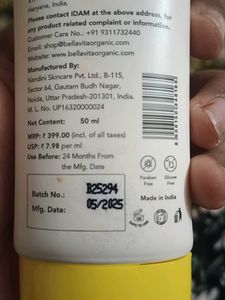 Haryana, India.
Please contact IDAM at the above address, for
any product related complaint or information.
Customer Care No.: +91 9311732440
Email: shop@bellavitaorganic.com
www.bellavitaorganic.com
Manufactured By:
Nandini Skincare Pvt. Ltd., B-115,
Sector 64, Gautam Budh Nagar,
Noida, Uttar Pradesh-201301, India.
M. L. No: UP16320000024
Net Content: 50 ml
MRP: ₹ 399.00 (incl. of all taxes)
USP: ₹ 7.98 per ml
Use Before: 24 Months From
the Mfg. Date
Paraben
Free
Silicone
Free
Made in India
Batch No.: B25294
Mfg. Date: 05/2025